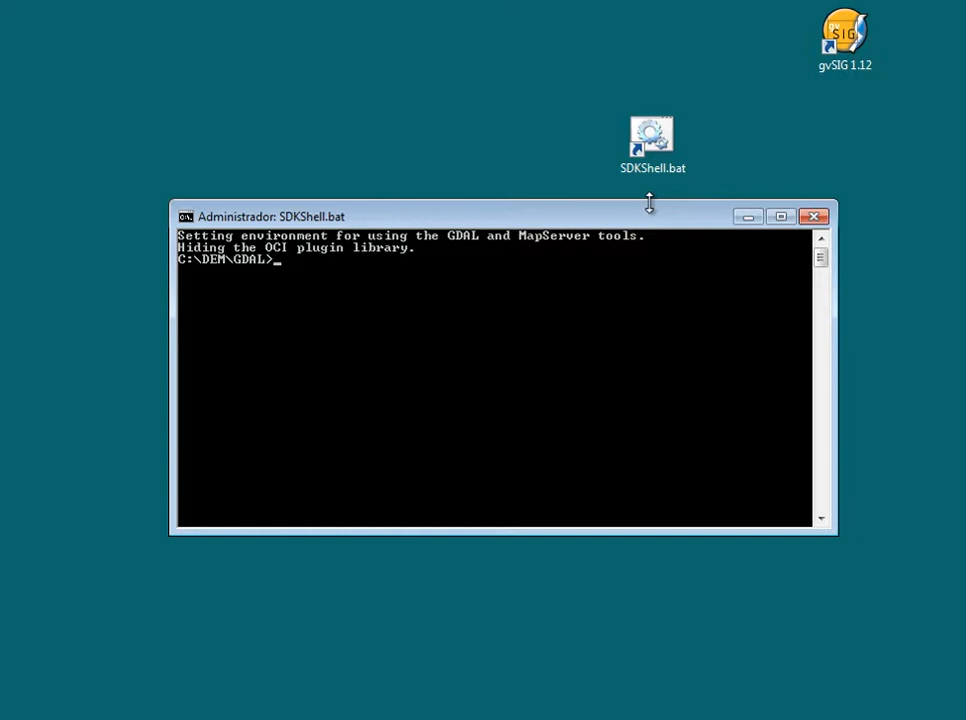 SIG
gvSIG 1.12
SDKShell.bat
Administrador: SDKShell.bat
Setting environment for using the GDAL and MapServer tools.
Hiding the OCI plugin library.
C:\DEM\GDAL>_